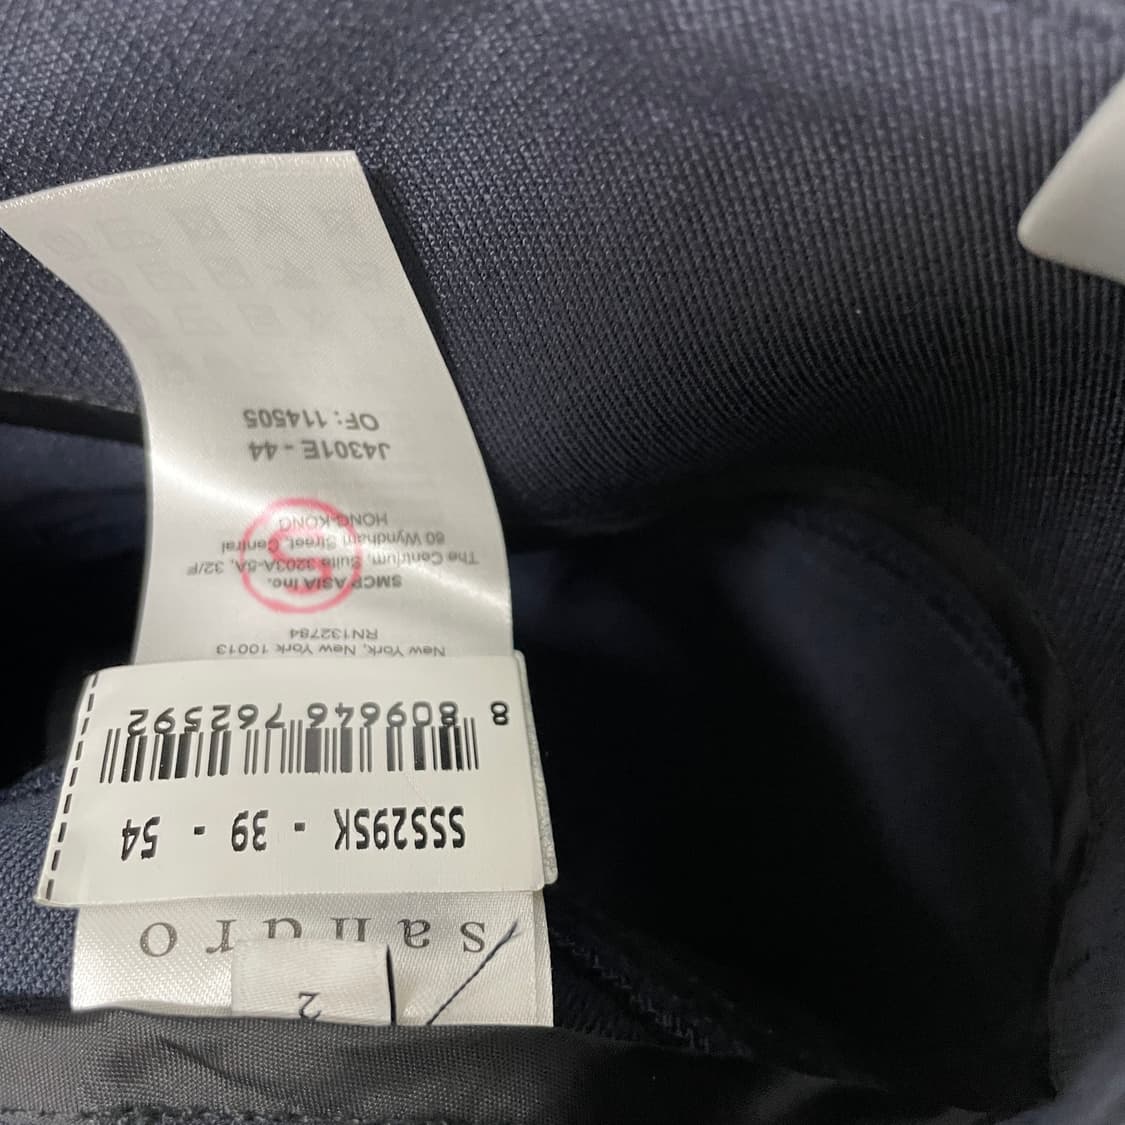 2
sandro
SSS29SK - 39 - 54
8 809646 762592
New York, New York 10013
RN132784
SMCP ASIA Inc.
The Centrium, Suite 3203A-5A, 32/F
60 Wyndham Street, Central
HONG-KONG
S
J4301E - 44
OF: 114505